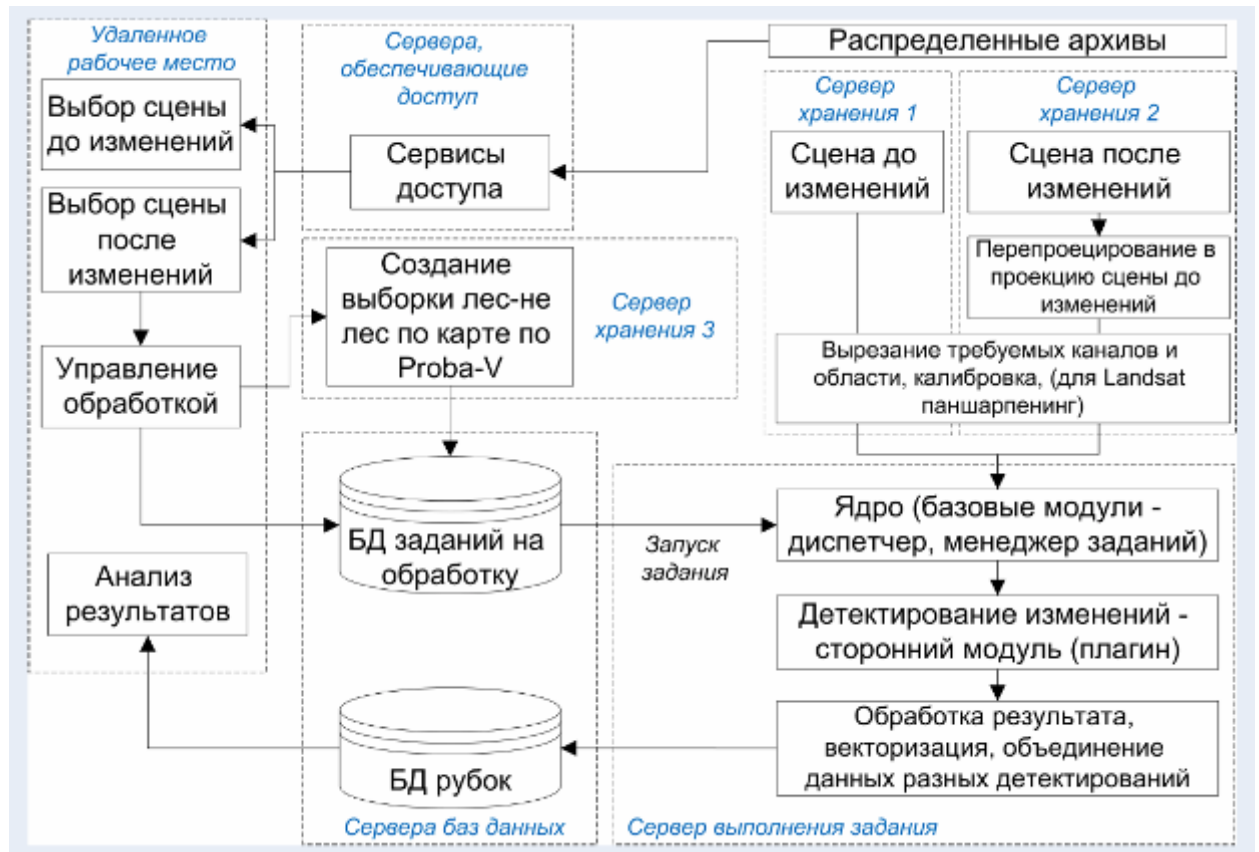 Удаленное
рабочее место
Выбор сцены
до изменений
Выбор сцены
после
изменений
Управление
обработкой
Анализ
результатов
Сервера,
обеспечивающие
доступ
Сервисы
доступа
Распределенные архивы
Сервер
хранения 1
Сцена до
изменений
Сервер
хранения 2
Сцена после
изменений
Перепроецирование в
проекцию сцены до
изменений
Вырезание требуемых каналов и
области, калибровка, (для Landsat
паншарпенинг)
Создание
выборки лес-не
лес по карте по
Proba-V
Сервер
хранения 3
БД заданий на
обработку
Запуск
задания
Ядро (базовые модули -
диспетчер, менеджер заданий)
Детектирование изменений -
сторонний модуль (плагин)
Обработка результата,
векторизация, объединение
данных разных детектирований
БД рубок
Сервера баз данных
Сервер выполнения задания